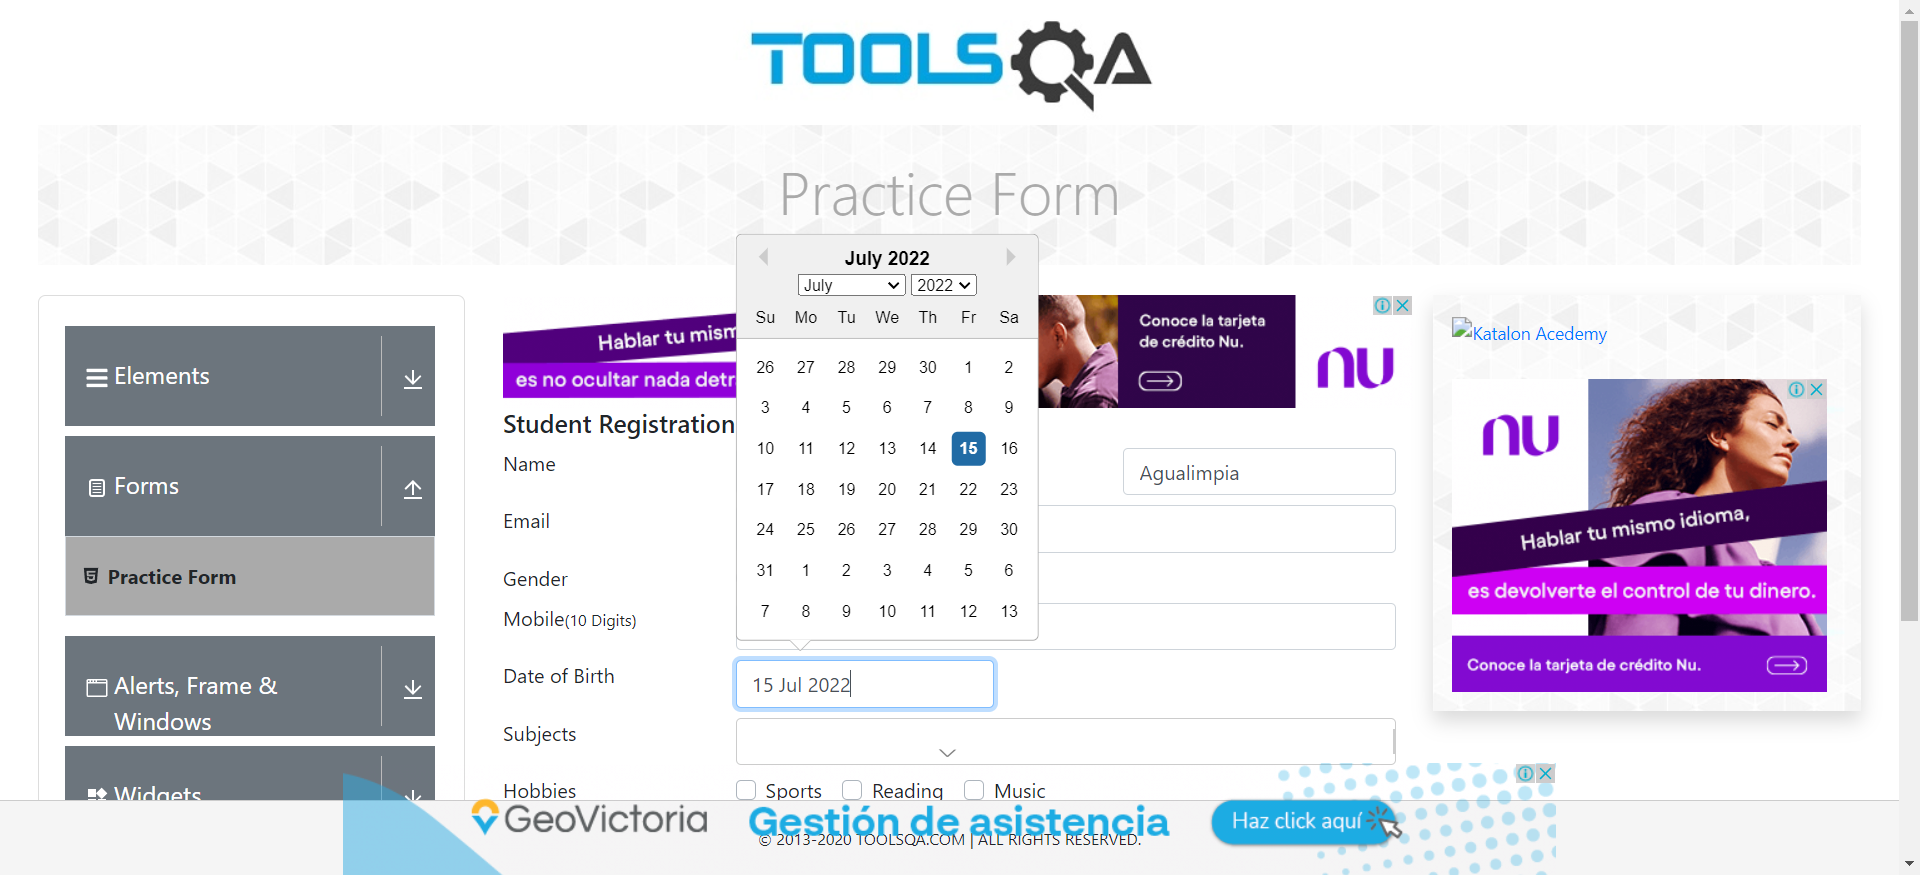 TOOLSQA
Practice Form
July 2022
July 2022
Su Mo Tu We Th Fr Sa
26 27 28 29 30 1 2
3 4 5 6 7 8 9
10 11 12 13 14 15 16
17 18 19 20 21 22 23
24 25 26 27 28 29 30
31 1 2 3 4 5 6
7 8 9 10 11 12 13
Elements
Forms
Practice Form
Alerts, Frame &
Windows
Widgets
Hablar tu mism
es no ocultar nada detr
Conoce la tarjeta
de crédito Nu.
nu
Student Registration
Name
Agualimpia
Email
Gender
Mobile(10 Digits)
Date of Birth
15 Jul 2022
Subjects
Hobbies
Sports Reading Music
Katalon Acedemy
nu
Hablar tu mismo idioma,
es devolverte el control de tu dinero.
Conoce la tarjeta de crédito Nu.
GeoVictoria
Gestión de asistencia
Haz click aquí
© 2013-2020 TOOLSQA.COM | ALL RIGHTS RESERVED.